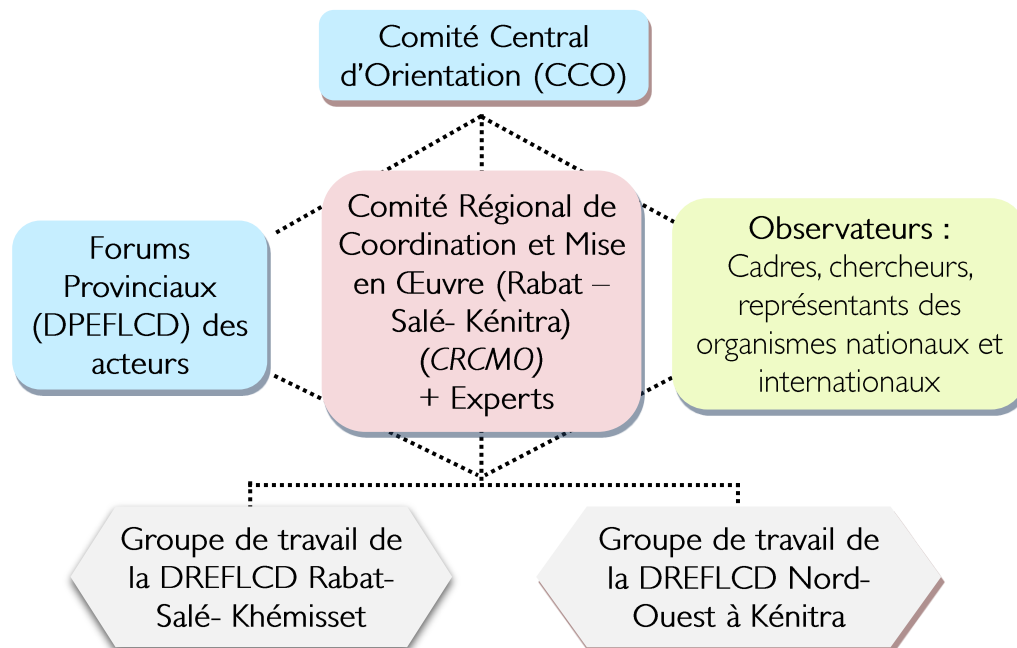 Comité Central
d'Orientation (CCO)
Forums
Provinciaux
(DPEFLCD) des
acteurs
Comité Régional de
Coordination et Mise
en Œuvre (Rabat –
Salé- Kénitra)
(CRCMO)
+ Experts
Observateurs :
Cadres, chercheurs,
représentants des
organismes nationaux et
internationaux
Groupe de travail de
la DREFLCD Rabat-
Salé- Khémisset
Groupe de travail de
la DREFLCD Nord-
Ouest à Kénitra